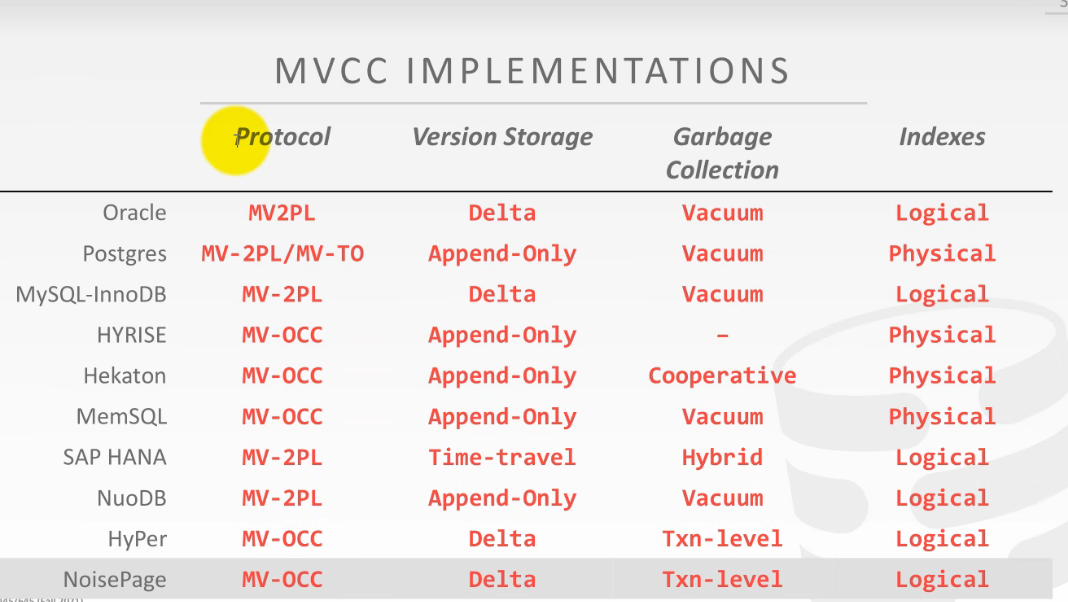 MVCC IMPLEMENTATIONS
Protocol Version Storage Garbage Collection Indexes
Oracle MV2PL Delta Vacuum Logical
Postgres MV-2PL/MV-TO Append-Only Vacuum Physical
MySQL-InnoDB MV-2PL Delta Vacuum Logical
HYRISE MV-OCC Append-Only – Physical
Hekaton MV-OCC Append-Only Cooperative Physical
MemSQL MV-OCC Append-Only Vacuum Physical
SAP HANA MV-2PL Time-travel Hybrid Logical
NuoDB MV-2PL Append-Only Vacuum Logical
HyPer MV-OCC Delta Txn-level Logical
NoisePage MV-OCC Delta Txn-level Logical